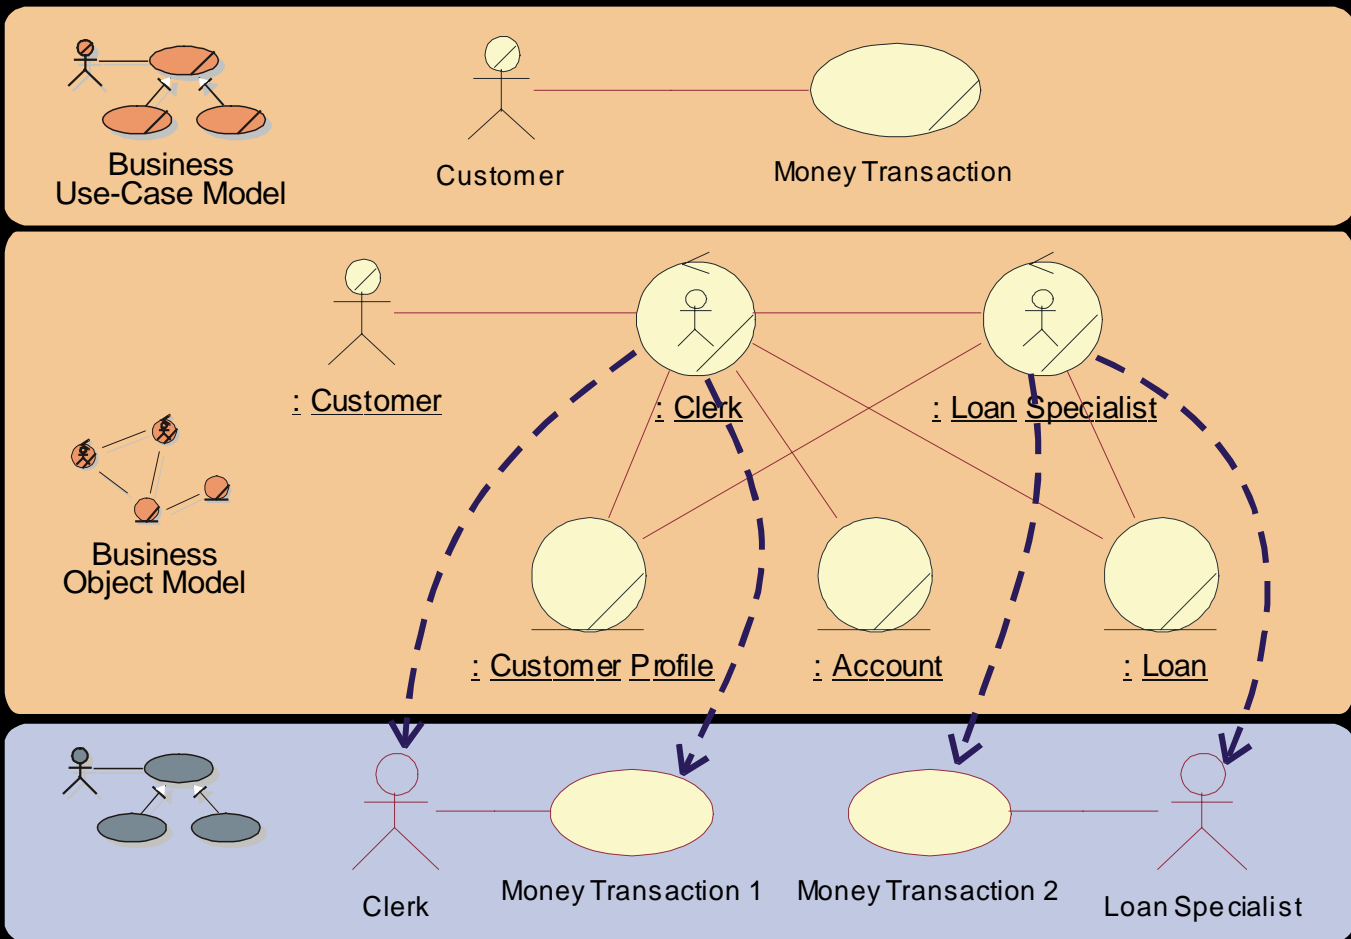 Business
Use-Case Model
Customer
Money Transaction
: Customer
: Clerk
: Loan Specialist
Business
Object Model
: Customer Profile
: Account
: Loan
Clerk
Money Transaction 1
Money Transaction 2
Loan Specialist